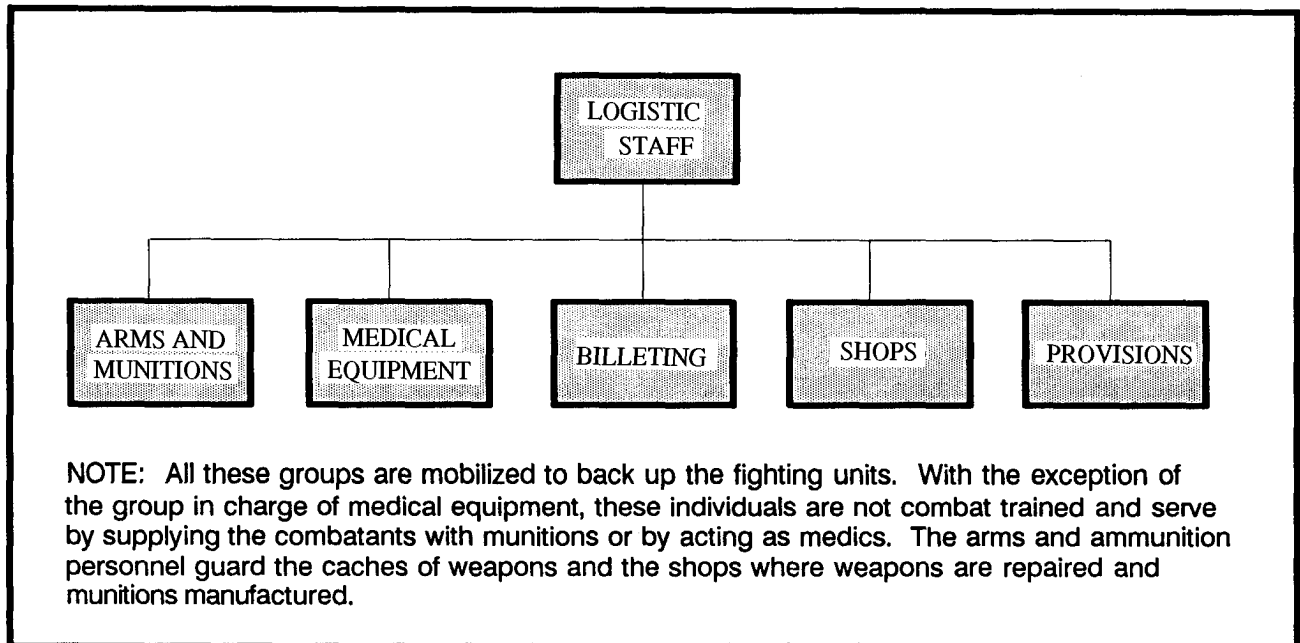 LOGISTIC
STAFF
ARMS AND
MUNITIONS
MEDICAL
EQUIPMENT
BILLETING
SHOPS
PROVISIONS
NOTE: All these groups are mobilized to back up the fighting units. With the exception of
the group in charge of medical equipment, these individuals are not combat trained and serve
by supplying the combatants with munitions or by acting as medics. The arms and ammunition
personnel guard the caches of weapons and the shops where weapons are repaired and
munitions manufactured.